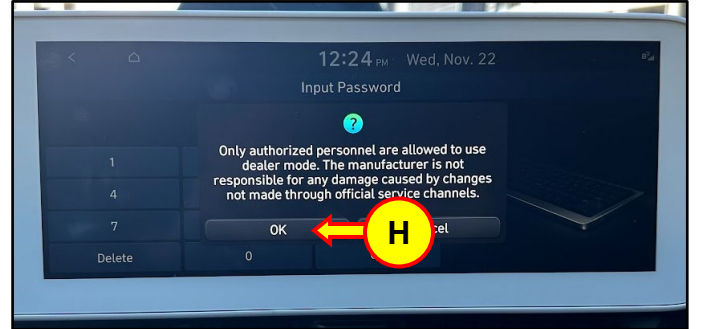 12:24 PM Wed, Nov. 22
Input Password
?
Only authorized personnel are allowed to use
dealer mode. The manufacturer is not
responsible for any damage caused by changes
not made through official service channels.
1
4
7
OK
H
cel
Delete
0